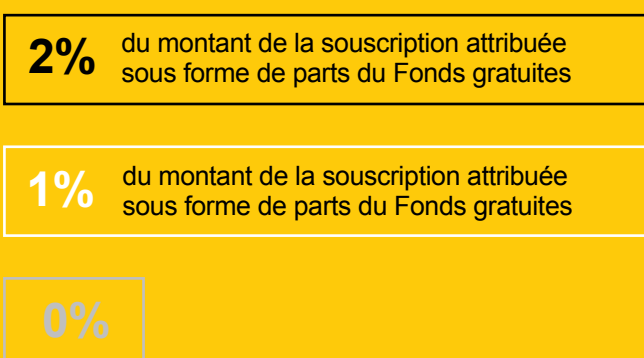 2%
du montant de la souscription attribuée
sous forme de parts du Fonds gratuites
1%
du montant de la souscription attribuée
sous forme de parts du Fonds gratuites
0%